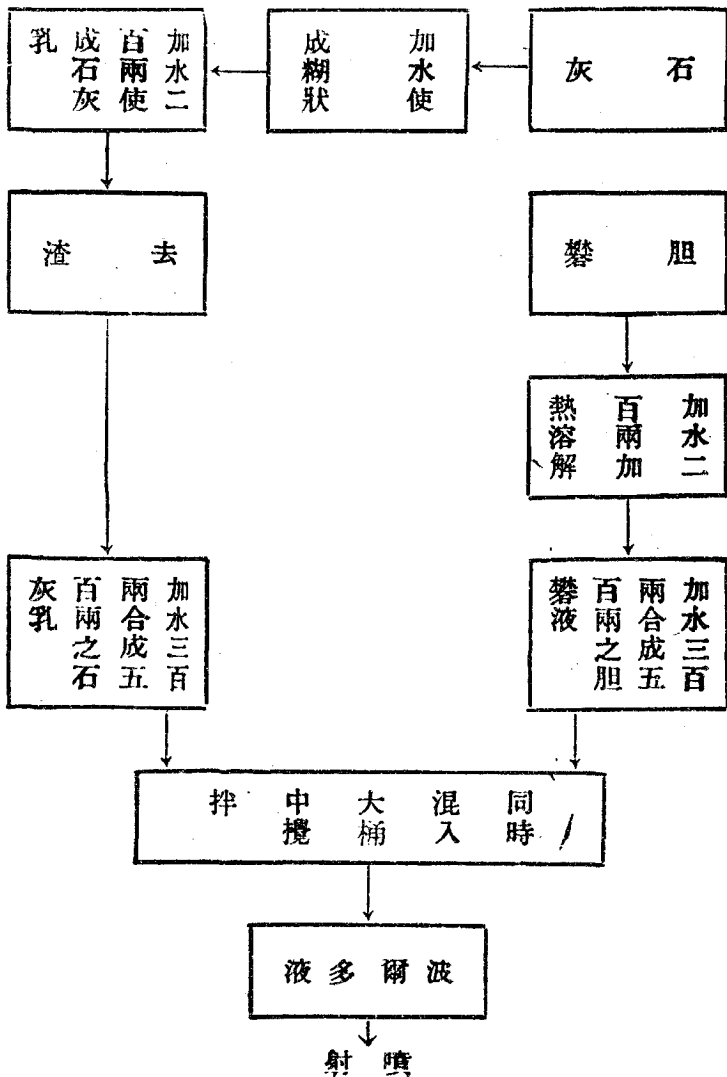 石灰
加水使
成糊狀
加水二
百兩使
成石灰
乳
去渣
胆礬
加水二
百兩加
熱溶解
加水三百
兩合成五
百兩之胆
礬液
加水三百
兩合成五
百兩之石
灰乳
同時
混入
大桶
中攪
拌
波爾多液
噴射